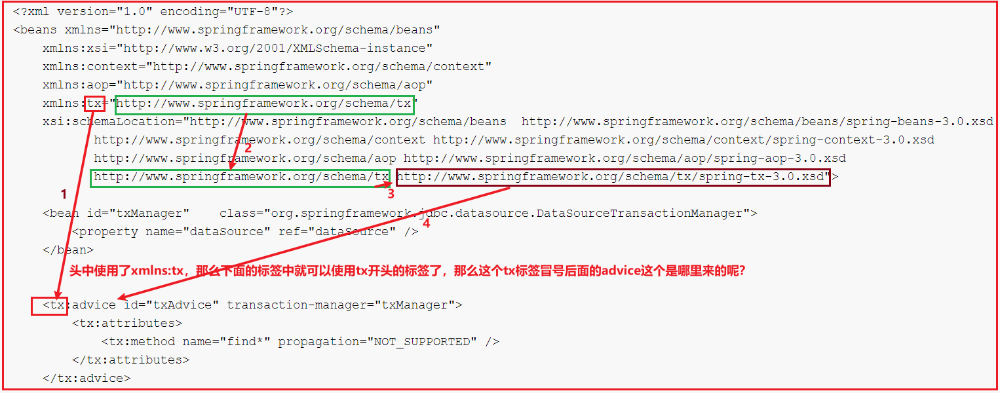 <?xml version="1.0" encoding="UTF-8"?>
<beans xmlns="http://www.springframework.org/schema/beans"
xmlns:xsi="http://www.w3.org/2001/XMLSchema-instance"
xmlns:context="http://www.springframework.org/schema/context"
xmlns:aop="http://www.springframework.org/schema/aop"
xmlns:tx="http://www.springframework.org/schema/tx"
xsi:schemaLocation="http://www.springframework.org/schema/beans  http://www.springframework.org/schema/beans/spring-beans-3.0.xsd
http://www.springframework.org/schema/context http://www.springframework.org/schema/context/spring-context-3.0.xsd
2
http://www.springframework.org/schema/aop http://www.springframework.org/schema/aop/spring-aop-3.0.xsd
http://www.springframework.org/schema/tx http://www.springframework.org/schema/tx/spring-tx-3.0.xsd">
1
3
<bean id="txManager"    class="org.springframework.jdbc.datasource.DataSourceTransactionManager">
4
<property name="dataSource" ref="dataSource" />
</bean>
头中使用了xmlns:tx，那么下面的标签中就可以使用tx开头的标签了，那么这个tx标签冒号后面的advice这个是哪里来的呢？
<tx:advice id="txAdvice" transaction-manager="txManager">
<tx:attributes>
<tx:method name="find*" propagation="NOT_SUPPORTED" />
</tx:attributes>
</tx:advice>